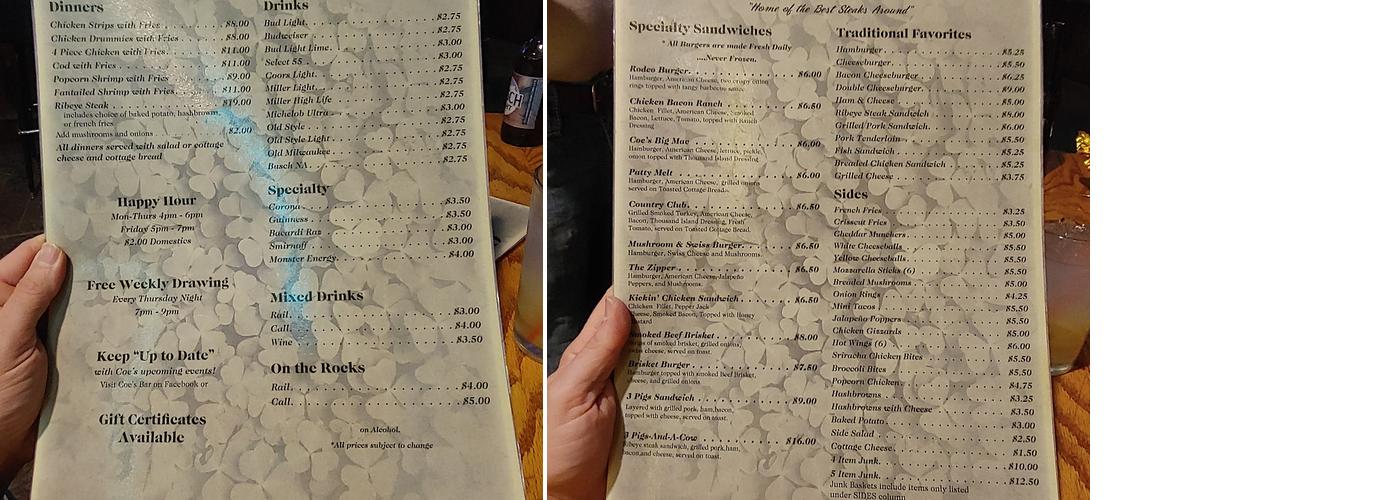 Dinners
Chicken Strips with Fries $8.00
Chicken Drummies with Fries $8.00
4 Piece Chicken with Fries $11.00
Cod with Fries $11.00
Popcorn Shrimp with Fries $9.00
Fantailed Shrimp with Fries $11.00
Ribeye Steak $19.00
includes choice of baked potato, hashbrowns,
or french fries
Add mushrooms and onions $2.00
All dinners served with salad or cottage
cheese and cottage bread
Happy Hour
Mon-Thurs 4pm - 6pm
Friday 5pm - 7pm
$2.00 Domestics
Free Weekly Drawing
Every Thursday Night
7pm - 9pm
Keep "Up to Date"
with Coe's upcoming events!
Visit Coe's Bar on Facebook or
Gift Certificates
Available
Drinks
Bud Light $2.75
Budweiser $2.75
Bud Light Lime $3.00
Select 55 $3.00
Coors Light $2.75
Miller Light $2.75
Miller High Life $2.75
Michelob Ultra $3.00
Old Style $2.75
Old Style Light $2.75
Old Milwaukee $2.75
Busch NA $2.75
Specialty
Corona $3.50
Guinness $3.50
Bacardi Raz $3.00
Smirnoff $3.00
Monster Energy $4.00
Mixed Drinks
Rail $3.00
Call $4.00
Wine $3.50
On the Rocks
Rail $4.00
Call $5.00
on Alcohol.
*All prices subject to change
"Home of the Best Steaks Around"
Specialty Sandwiches
* All Burgers are made Fresh Daily
....Never Frozen.
Rodeo Burger $6.00
Hamburger, American Cheese, two crispy onion
rings topped with tangy barbecue sauce
Chicken Bacon Ranch $6.50
Chicken Fillet, American Cheese, Smoked
Bacon, Lettuce, Tomato, topped with Ranch
Dressing
Coe's Big Mac $6.00
Hamburger, American Cheese, lettuce, pickle,
onion topped with Thousand Island Dressing
Patty Melt $6.00
Hamburger, American Cheese, grilled onions
served on Toasted Cottage Bread.
Country Club $6.50
Grilled Smoked Turkey, American Cheese,
Bacon, Thousand Island Dressing, Fresh
Tomato, served on Toasted Cottage Bread.
Mushroom & Swiss Burger $6.50
Hamburger, Swiss Cheese and Mushrooms.
The Zipper $6.50
Hamburger, American Cheese, Jalapeño
Peppers, and Mushrooms.
Kickin' Chicken Sandwich $6.50
Chicken Fillet, Pepper Jack
Cheese, Smoked Bacon, Topped with Honey
Mustard
Smoked Beef Brisket $8.00
Strips of smoked brisket, grilled onions,
swiss cheese, served on toast.
Brisket Burger $7.50
Hamburger topped with smoked Beef Brisket,
cheese, and grilled onions
3 Pigs Sandwich $9.00
Layered with grilled pork, ham, bacon,
topped with cheese, served on toast.
3 Pigs-And-A-Cow $16.00
Ribeye steak sandwich, grilled pork, ham,
bacon, and cheese, served on toast.
Traditional Favorites
Hamburger $5.25
Cheeseburger $5.50
Bacon Cheeseburger $6.25
Double Cheeseburger $9.00
Ham & Cheese $5.00
Ribeye Steak Sandwich
Grilled Pork Sandwich $6.00
Pork Tenderloin $5.50
Fish Sandwich $5.25
Breaded Chicken Sandwich $5.25
Grilled Cheese $3.75
Sides
French Fries $3.25
Crisscut Fries $3.50
Cheddar Munchers $5.00
White Cheeseballs $5.50
Yellow Cheeseballs $5.50
Mozzarella Sticks (6) $5.50
Breaded Mushrooms $5.00
Onion Rings $4.25
Mini Tacos $5.50
Jalapeño Poppers $5.50
Chicken Gizzards $5.00
Hot Wings (6) $6.00
Sriracha Chicken Bites $5.50
Broccoli Bites $5.50
Popcorn Chicken $4.75
Hashbrowns $3.25
Hashbrowns with Cheese $3.50
Baked Potato $3.00
Side Salad $2.50
Cottage Cheese $1.50
4 Item Junk $10.00
5 Item Junk $12.50
Junk Baskets include items only listed
under SIDES column